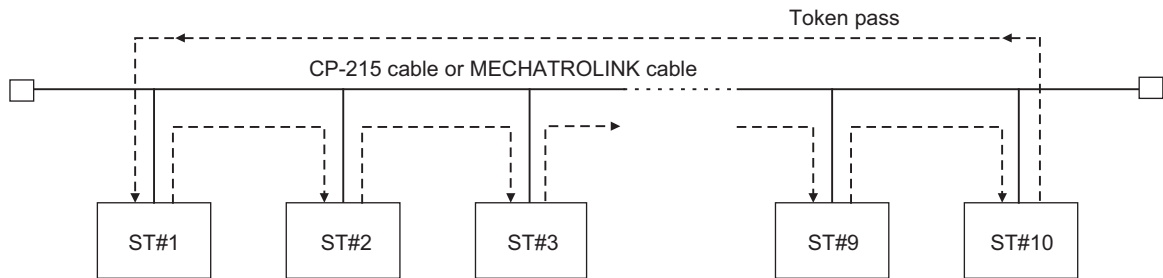 Token pass
CP-215 cable or MECHATROLINK cable
ST#1
ST#2
ST#3
ST#9
ST#10